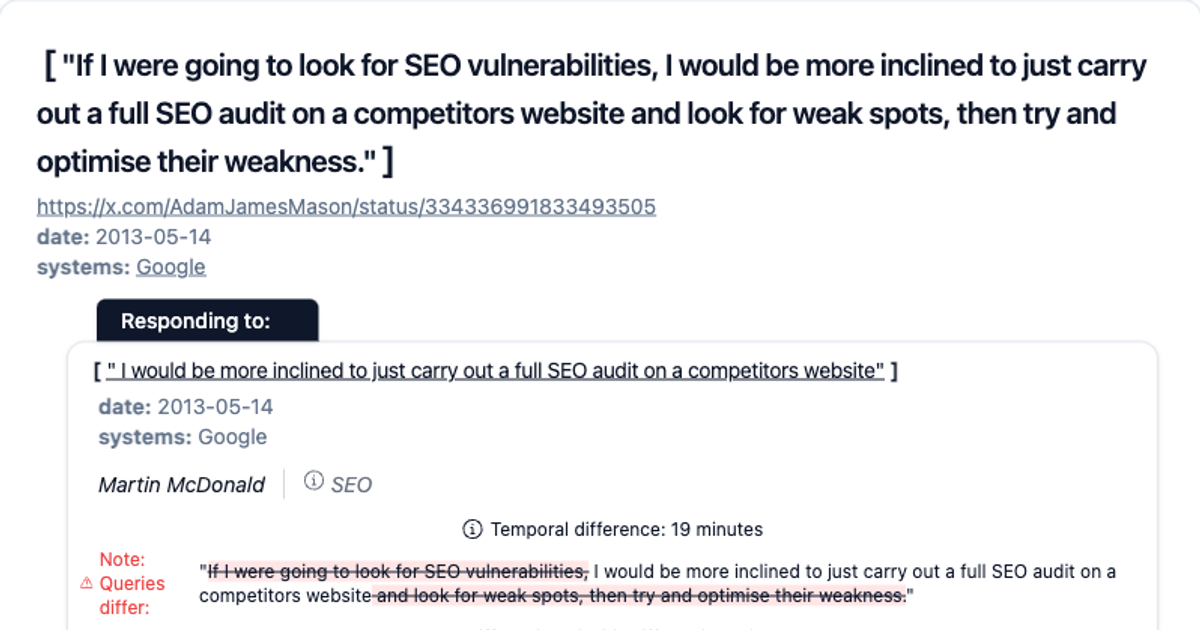 [ "If I were going to look for SEO vulnerabilities, I would be more inclined to just carry
out a full SEO audit on a competitors website and look for weak spots, then try and
optimise their weakness." ]
https://x.com/AdamJamesMason/status/334336991833493505
date: 2013-05-14
systems: Google
Responding to:
[ " I would be more inclined to just carry out a full SEO audit on a competitors website" ]
date: 2013-05-14
systems: Google
Martin McDonald
SEO
Temporal difference: 19 minutes
Note:
Queries
differ:
"If I were going to look for SEO vulnerabilities, I would be more inclined to just carry out a full SEO audit on a
competitors website and look for weak spots, then try and optimise their weakness."